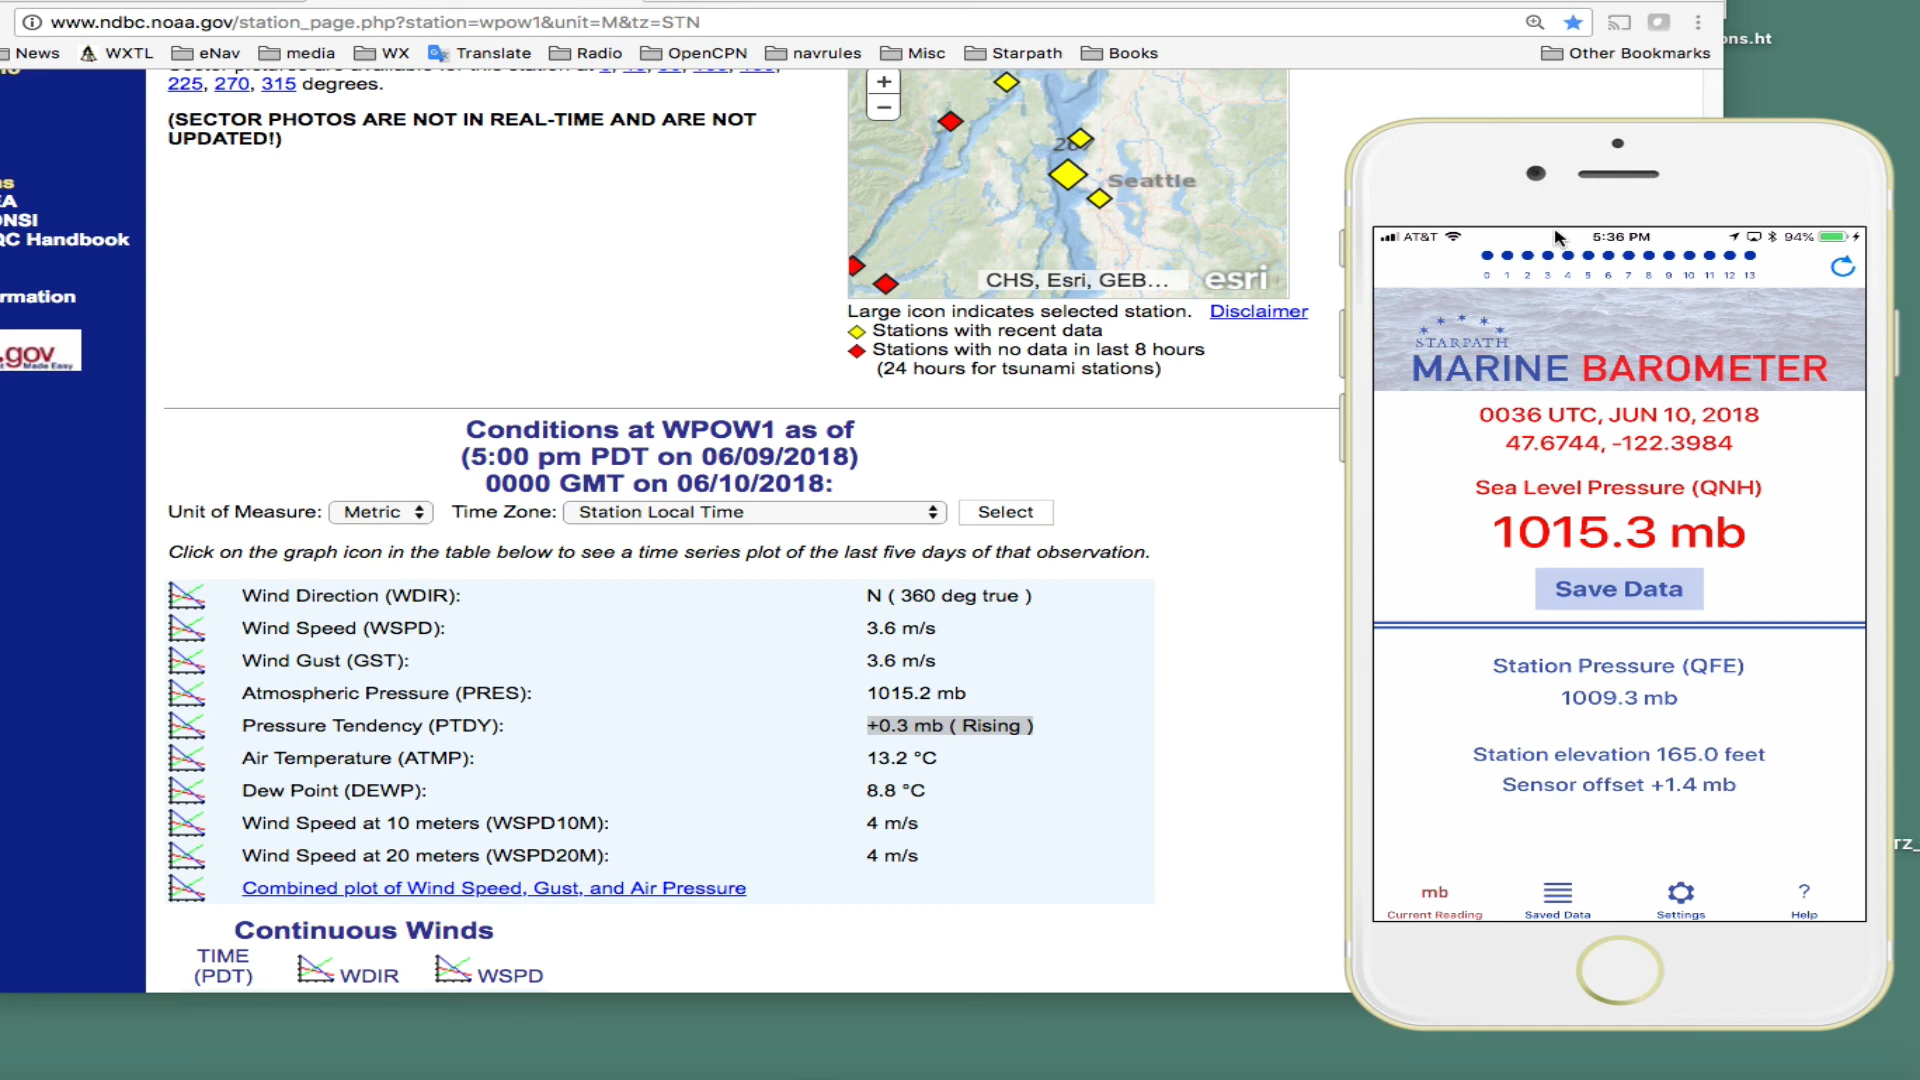 www.ndbc.noaa.gov/station_page.php?station=wpow1&unit=M&tz=STN
News WXTL eNav media WX Translate Radio OpenCPN navrules Misc Starpath Books Other Bookmarks
ons.ht
225, 270, 315 degrees.
(SECTOR PHOTOS ARE NOT IN REAL-TIME AND ARE NOT
UPDATED!)
+
−
Seattle
CHS, Esri, GEB... esri
Large icon indicates selected station. Disclaimer
Stations with recent data
Stations with no data in last 8 hours
(24 hours for tsunami stations)
QC Handbook
rmation
.gov
Made Easy
Conditions at WPOW1 as of
(5:00 pm PDT on 06/09/2018)
0000 GMT on 06/10/2018:
Unit of Measure: Metric Time Zone: Station Local Time Select
Click on the graph icon in the table below to see a time series plot of the last five days of that observation.
Wind Direction (WDIR): N ( 360 deg true )
Wind Speed (WSPD): 3.6 m/s
Wind Gust (GST): 3.6 m/s
Atmospheric Pressure (PRES): 1015.2 mb
Pressure Tendency (PTDY): +0.3 mb ( Rising )
Air Temperature (ATMP): 13.2 °C
Dew Point (DEWP): 8.8 °C
Wind Speed at 10 meters (WSPD10M): 4 m/s
Wind Speed at 20 meters (WSPD20M): 4 m/s
Combined plot of Wind Speed, Gust, and Air Pressure
Continuous Winds
TIME
(PDT) WDIR WSPD
AT&T 5:36 PM 94%
0 1 2 3 4 5 6 7 8 9 10 11 12 13
STARPATH
MARINE BAROMETER
0036 UTC, JUN 10, 2018
47.6744, -122.3984
Sea Level Pressure (QNH)
1015.3 mb
Save Data
Station Pressure (QFE)
1009.3 mb
Station elevation 165.0 feet
Sensor offset +1.4 mb
mb ?
Current Reading Saved Data Settings Help
TZ_